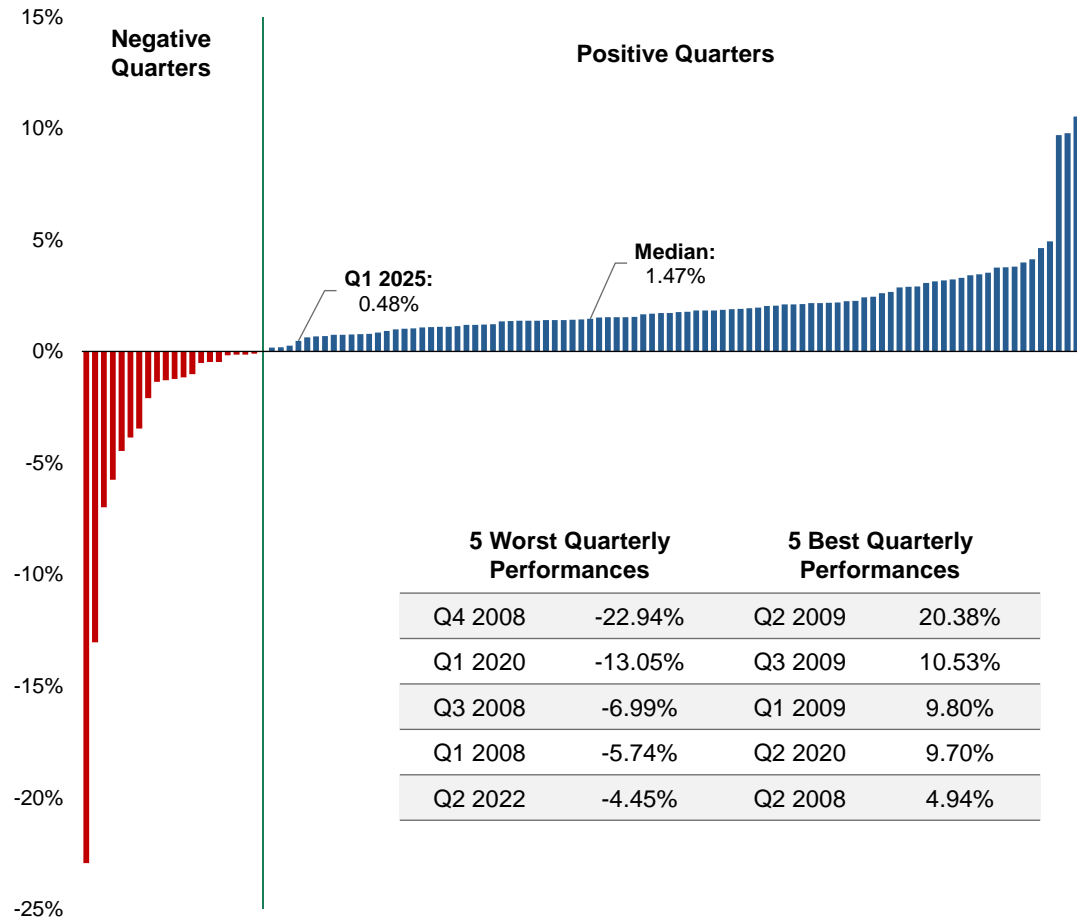 15%
Negative
Quarters
Positive Quarters
10%
5%
Median:
1.47%
Q1 2025:
0.48%
0%
-5%
5 Worst Quarterly
Performances
5 Best Quarterly
Performances
-10%
Q4 2008 -22.94% Q2 2009 20.38%
Q1 2020 -13.05% Q3 2009 10.53%
-15%
Q3 2008 -6.99% Q1 2009 9.80%
Q1 2008 -5.74% Q2 2020 9.70%
-20%
Q2 2022 -4.45% Q2 2008 4.94%
-25%